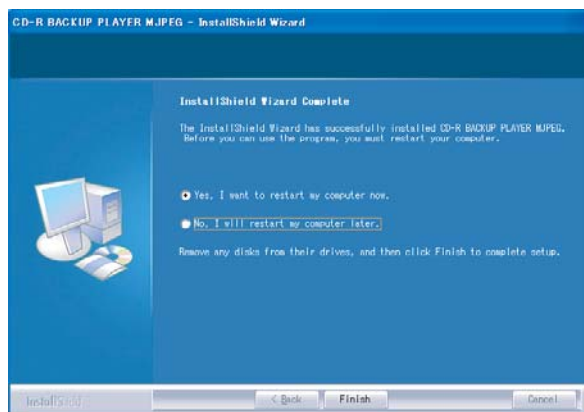 CD-R BACKUP PLAYER MJPEG - InstallShield Wizard
InstallShield Wizard Complete
The InstallShield Wizard has successfully installed CD-R BACKUP PLAYER MJPEG.
Before you can use the program, you must restart your computer.
Yes, I want to restart my computer now.
No, I will restart my computer later.
Remove any disks from their drives, and then click Finish to complete setup.
InstallShield
< Back
Finish
Cancel